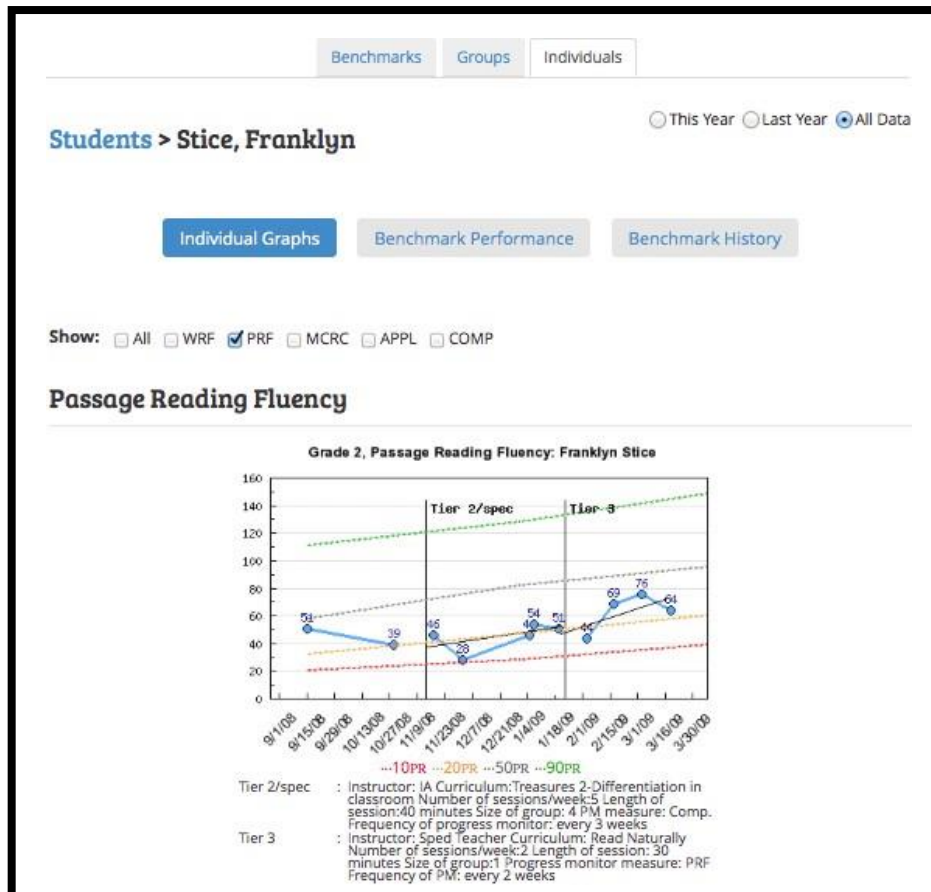 Benchmarks Groups Individuals
This Year Last Year All Data
Students > Stice, Franklyn
Individual Graphs Benchmark Performance Benchmark History
Show: All WRF PRF MCRC APPL COMP
Passage Reading Fluency
Grade 2, Passage Reading Fluency: Franklyn Stice
160
140
120
100
80
60
40
20
0
Tier 2/spec Tier 3
51 39 46 28 54 51 69 76 64
9/1/08 9/15/08 9/29/08 10/13/08 10/27/08 11/9/08 11/23/08 12/7/08 12/21/08 1/4/09 1/18/09 2/1/09 2/15/09 3/1/09 3/16/09 3/30/09
···10PR ···20PR ···50PR ···90PR
Tier 2/spec : Instructor: IA Curriculum:Treasures 2-Differentiation in
classroom Number of sessions/week:5 Length of
session:40 minutes Size of group: 4 PM measure: Comp.
Frequency of progress monitor: every 3 weeks
Tier 3 : Instructor: Sped Teacher Curriculum: Read Naturally
Number of sessions/week:2 Length of session: 30
minutes Size of group:1 Progress monitor measure: PRF
Frequency of PM: every 2 weeks